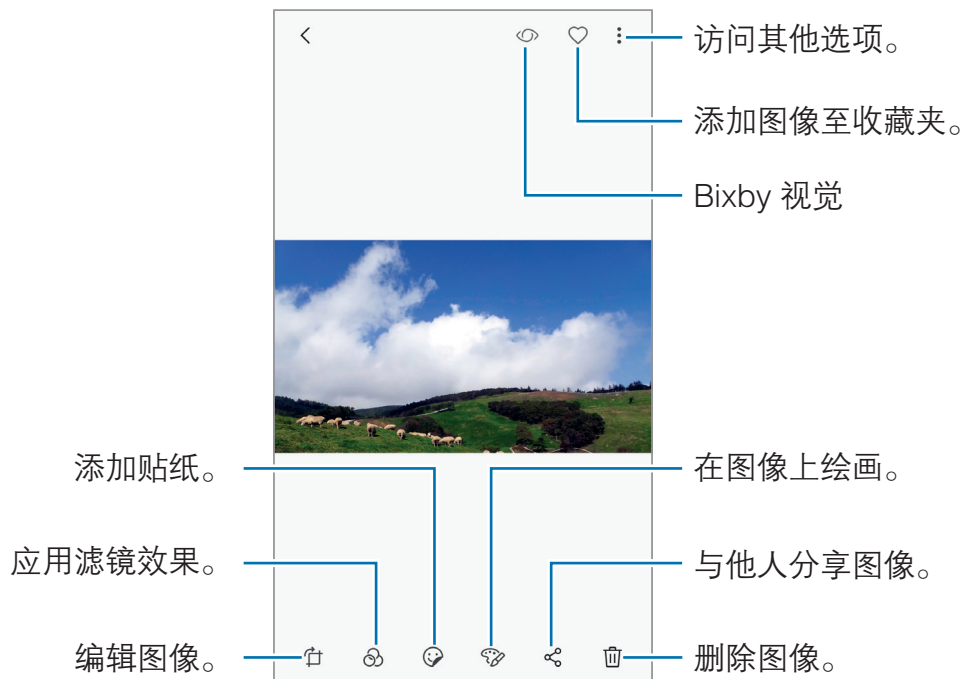 访问其他选项。
添加图像至收藏夹。
Bixby 视觉
添加贴纸。
在图像上绘画。
应用滤镜效果。
与他人分享图像。
编辑图像。
删除图像。